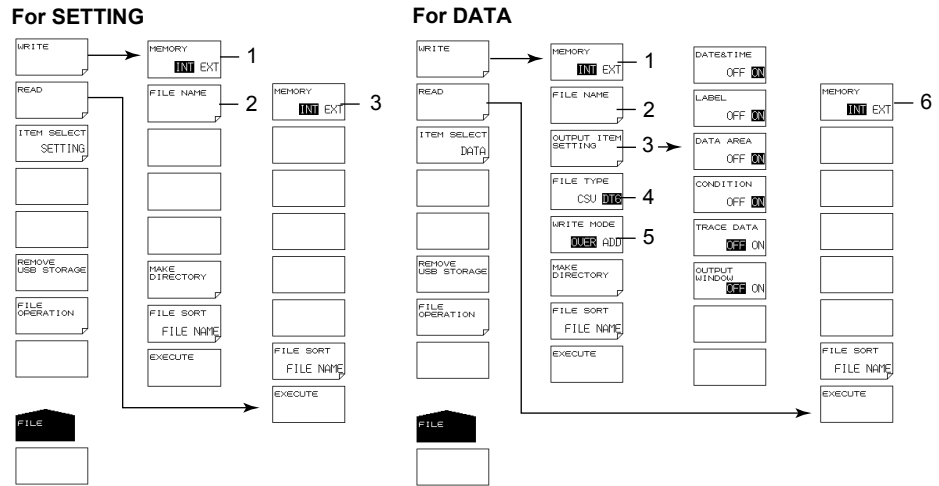 For SETTING
WRITE
READ
ITEM SELECT
SETTING
REMOVE
USB STORAGE
FILE
OPERATION
FILE
MEMORY
INT EXT
1
FILE NAME
2
MAKE
DIRECTORY
FILE SORT
FILE NAME
EXECUTE
MEMORY
INT EXT
3
FILE SORT
FILE NAME
EXECUTE
For DATA
WRITE
READ
ITEM SELECT
DATA
REMOVE
USB STORAGE
FILE
OPERATION
FILE
MEMORY
INT EXT
1
FILE NAME
2
OUTPUT ITEM
SETTING
3
FILE TYPE
CSV DT6
4
WRITE MODE
OVER ADD
5
MAKE
DIRECTORY
FILE SORT
FILE NAME
EXECUTE
DATE&TIME
OFF ON
LABEL
OFF ON
DATA AREA
OFF ON
CONDITION
OFF ON
TRACE DATA
OFF ON
OUTPUT
WINDOW
OFF ON
MEMORY
INT EXT
6
FILE SORT
FILE NAME
EXECUTE